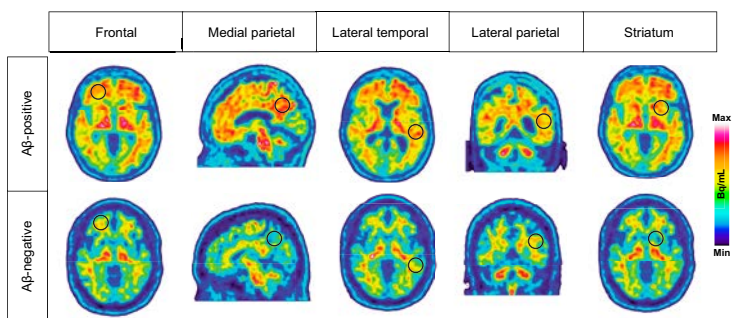 Frontal
Medial parietal
Lateral temporal
Lateral parietal
Striatum
Aβ-positive
Aβ-negative
Max
Bq/mL
Min